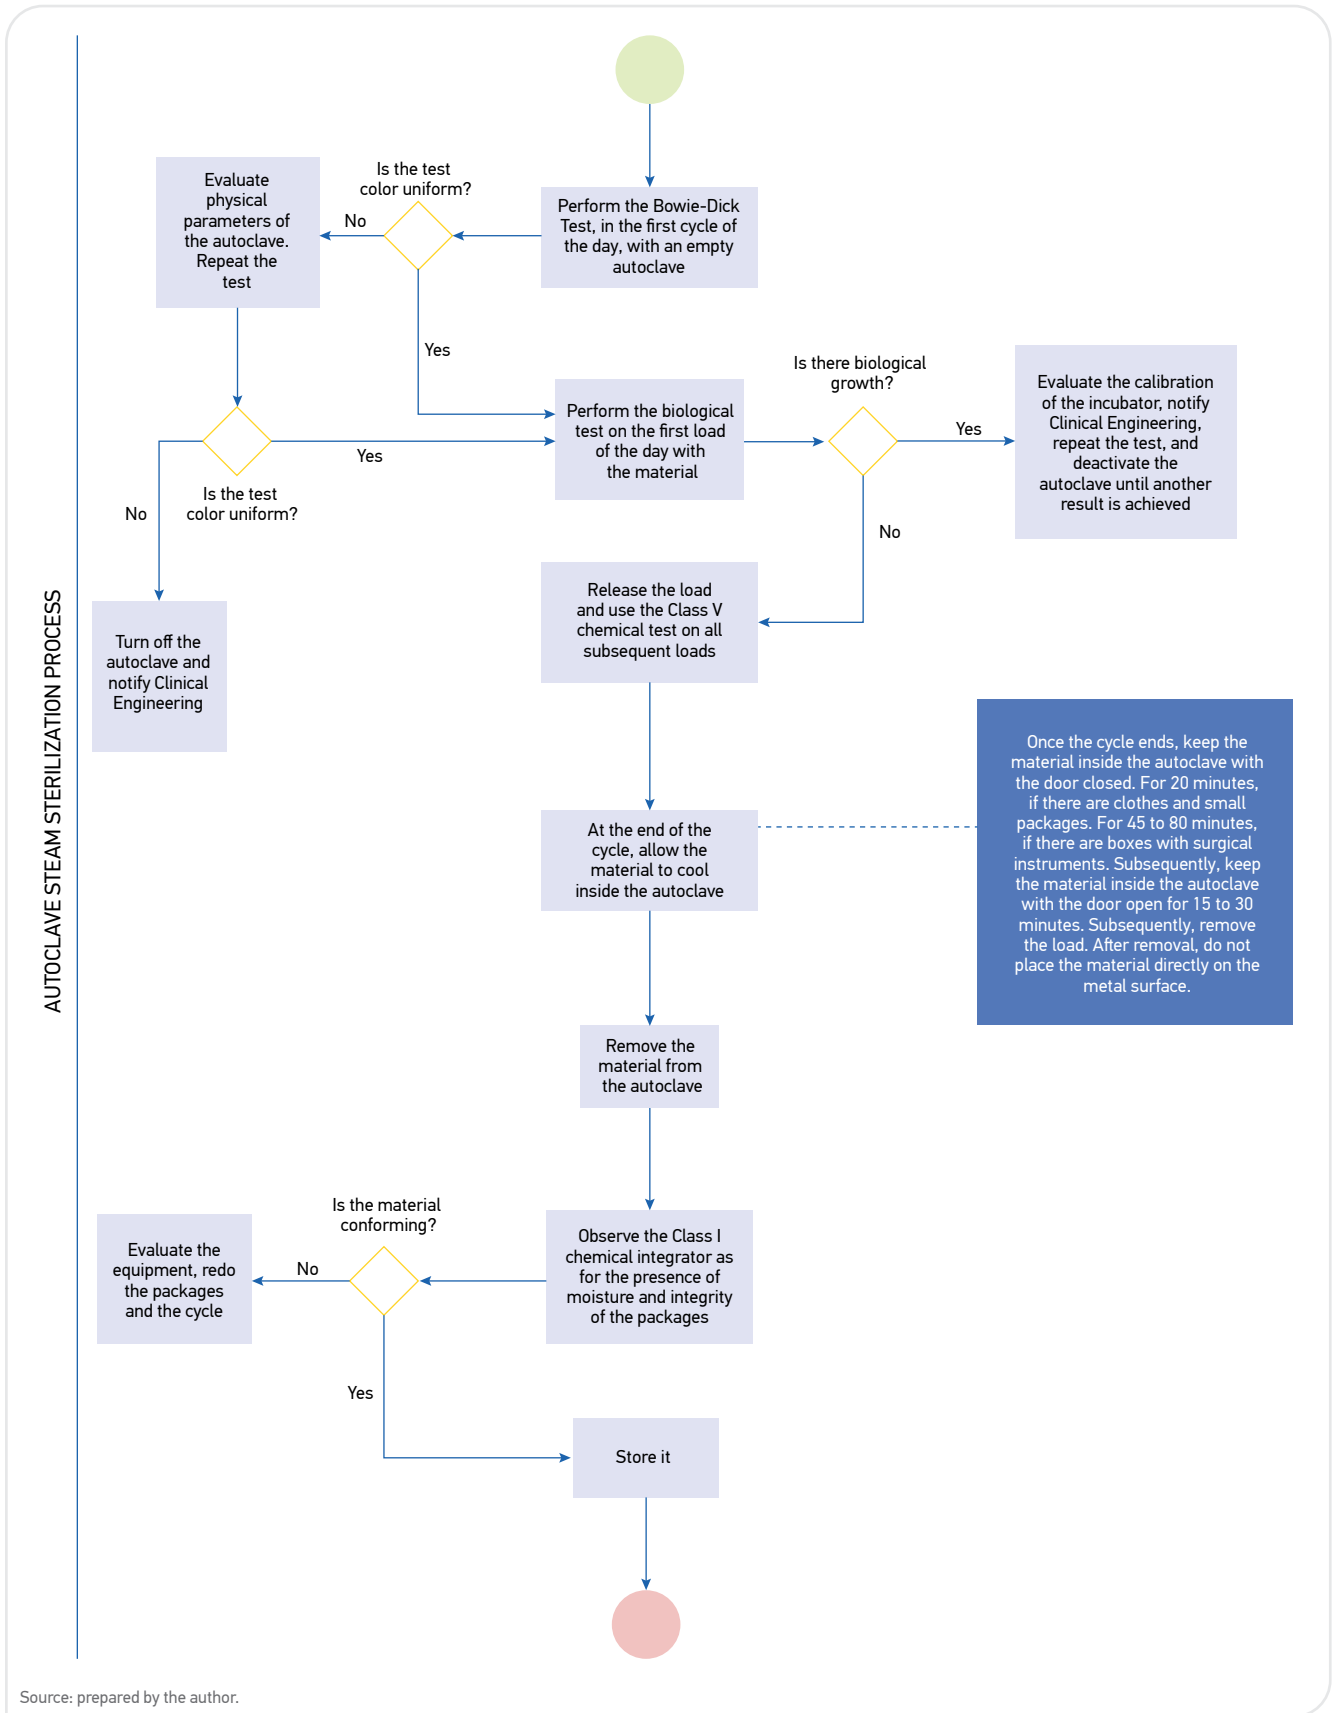 AUTOCLAVE STEAM STERILIZATION PROCESS
Perform the Bowie-Dick
Test, in the first cycle of
the day, with an empty
autoclave
Is the test
color uniform?
No
Evaluate
physical
parameters of
the autoclave.
Repeat the
test
Yes
Is the test
color uniform?
Yes
No
Turn off the
autoclave and
notify Clinical
Engineering
Perform the biological
test on the first load
of the day with
the material
Is there biological
growth?
Yes
Evaluate the calibration
of the incubator, notify
Clinical Engineering,
repeat the test, and
deactivate the
autoclave until another
result is achieved
No
Release the load
and use the Class V
chemical test on all
subsequent loads
At the end of the
cycle, allow the
material to cool
inside the autoclave
Once the cycle ends, keep the
material inside the autoclave with
the door closed. For 20 minutes,
if there are clothes and small
packages. For 45 to 80 minutes,
if there are boxes with surgical
instruments. Subsequently, keep
the material inside the autoclave
with the door open for 15 to 30
minutes. Subsequently, remove
the load. After removal, do not
place the material directly on the
metal surface.
Remove the
material from
the autoclave
Observe the Class I
chemical integrator as
for the presence of
moisture and integrity
of the packages
Is the material
conforming?
No
Evaluate the
equipment, redo
the packages
and the cycle
Yes
Store it
Source: prepared by the author.